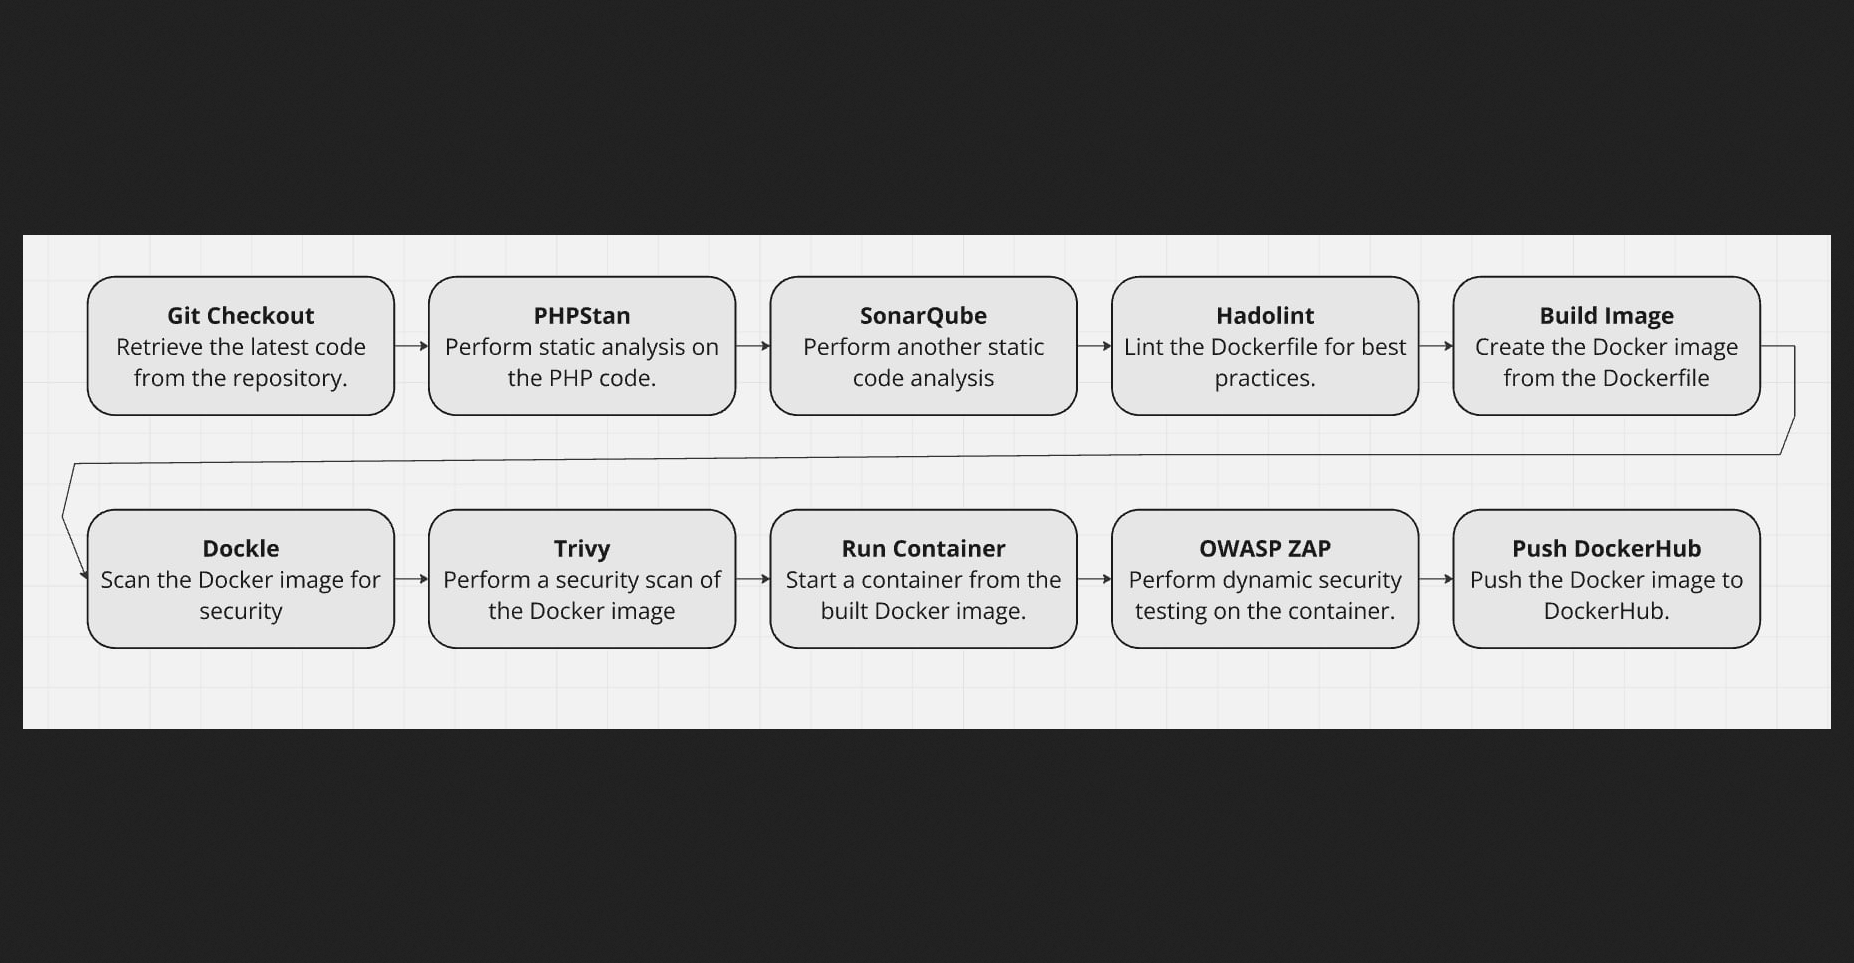 Git Checkout
Retrieve the latest code
from the repository.
PHPStan
Perform static analysis on
the PHP code.
SonarQube
Perform another static
code analysis
Hadolint
Lint the Dockerfile for best
practices.
Build Image
Create the Docker image
from the Dockerfile
Dockle
Scan the Docker image for
security
Trivy
Perform a security scan of
the Docker image
Run Container
Start a container from the
built Docker image.
OWASP ZAP
Perform dynamic security
testing on the container.
Push DockerHub
Push the Docker image to
DockerHub.